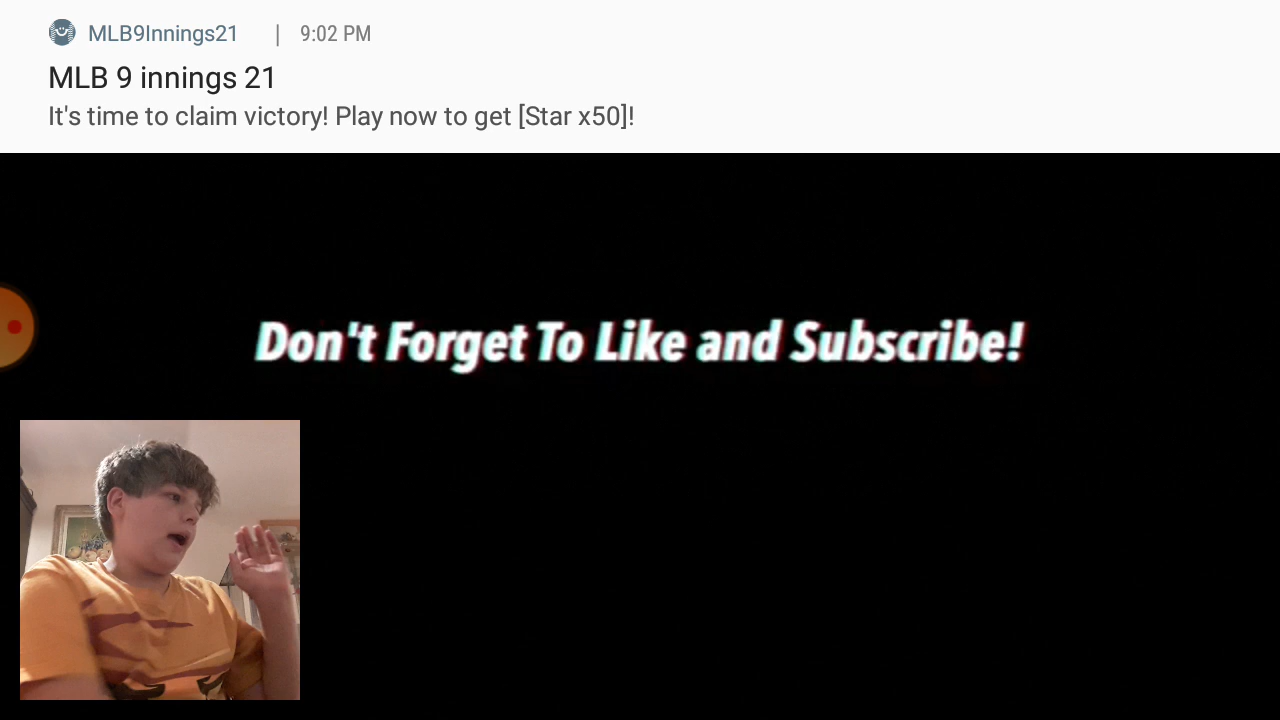 MLB9Innings21 | 9:02 PM
MLB 9 innings 21
It's time to claim victory! Play now to get [Star x50]!
Don't Forget To Like and Subscribe!